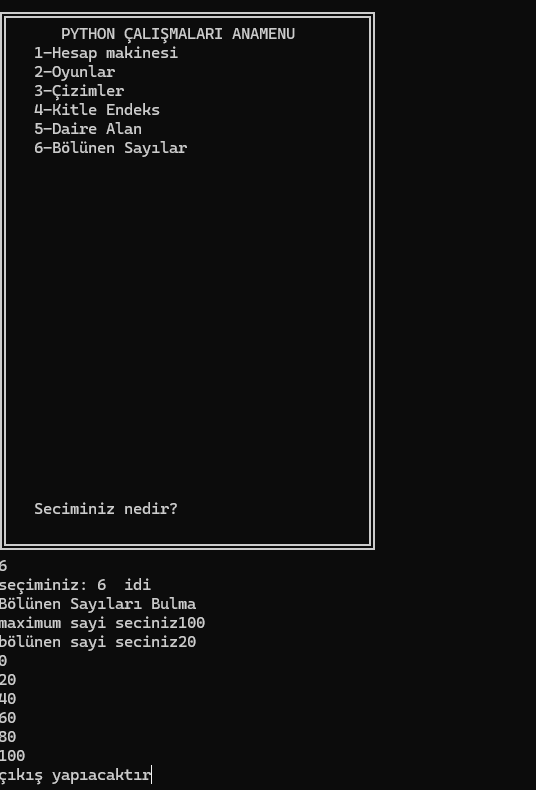 PYTHON ÇALIŞMALARI ANAMENU
1-Hesap makinesi
2-Oyunlar
3-Çizimler
4-Kitle Endeks
5-Daire Alan
6-Bölünen Sayılar
Seciminiz nedir?
6
seçiminiz: 6  idi
Bölünen Sayıları Bulma
maximum sayi seciniz100
bölünen sayi seciniz20
0
20
40
60
80
100
çıkış yapıacaktır